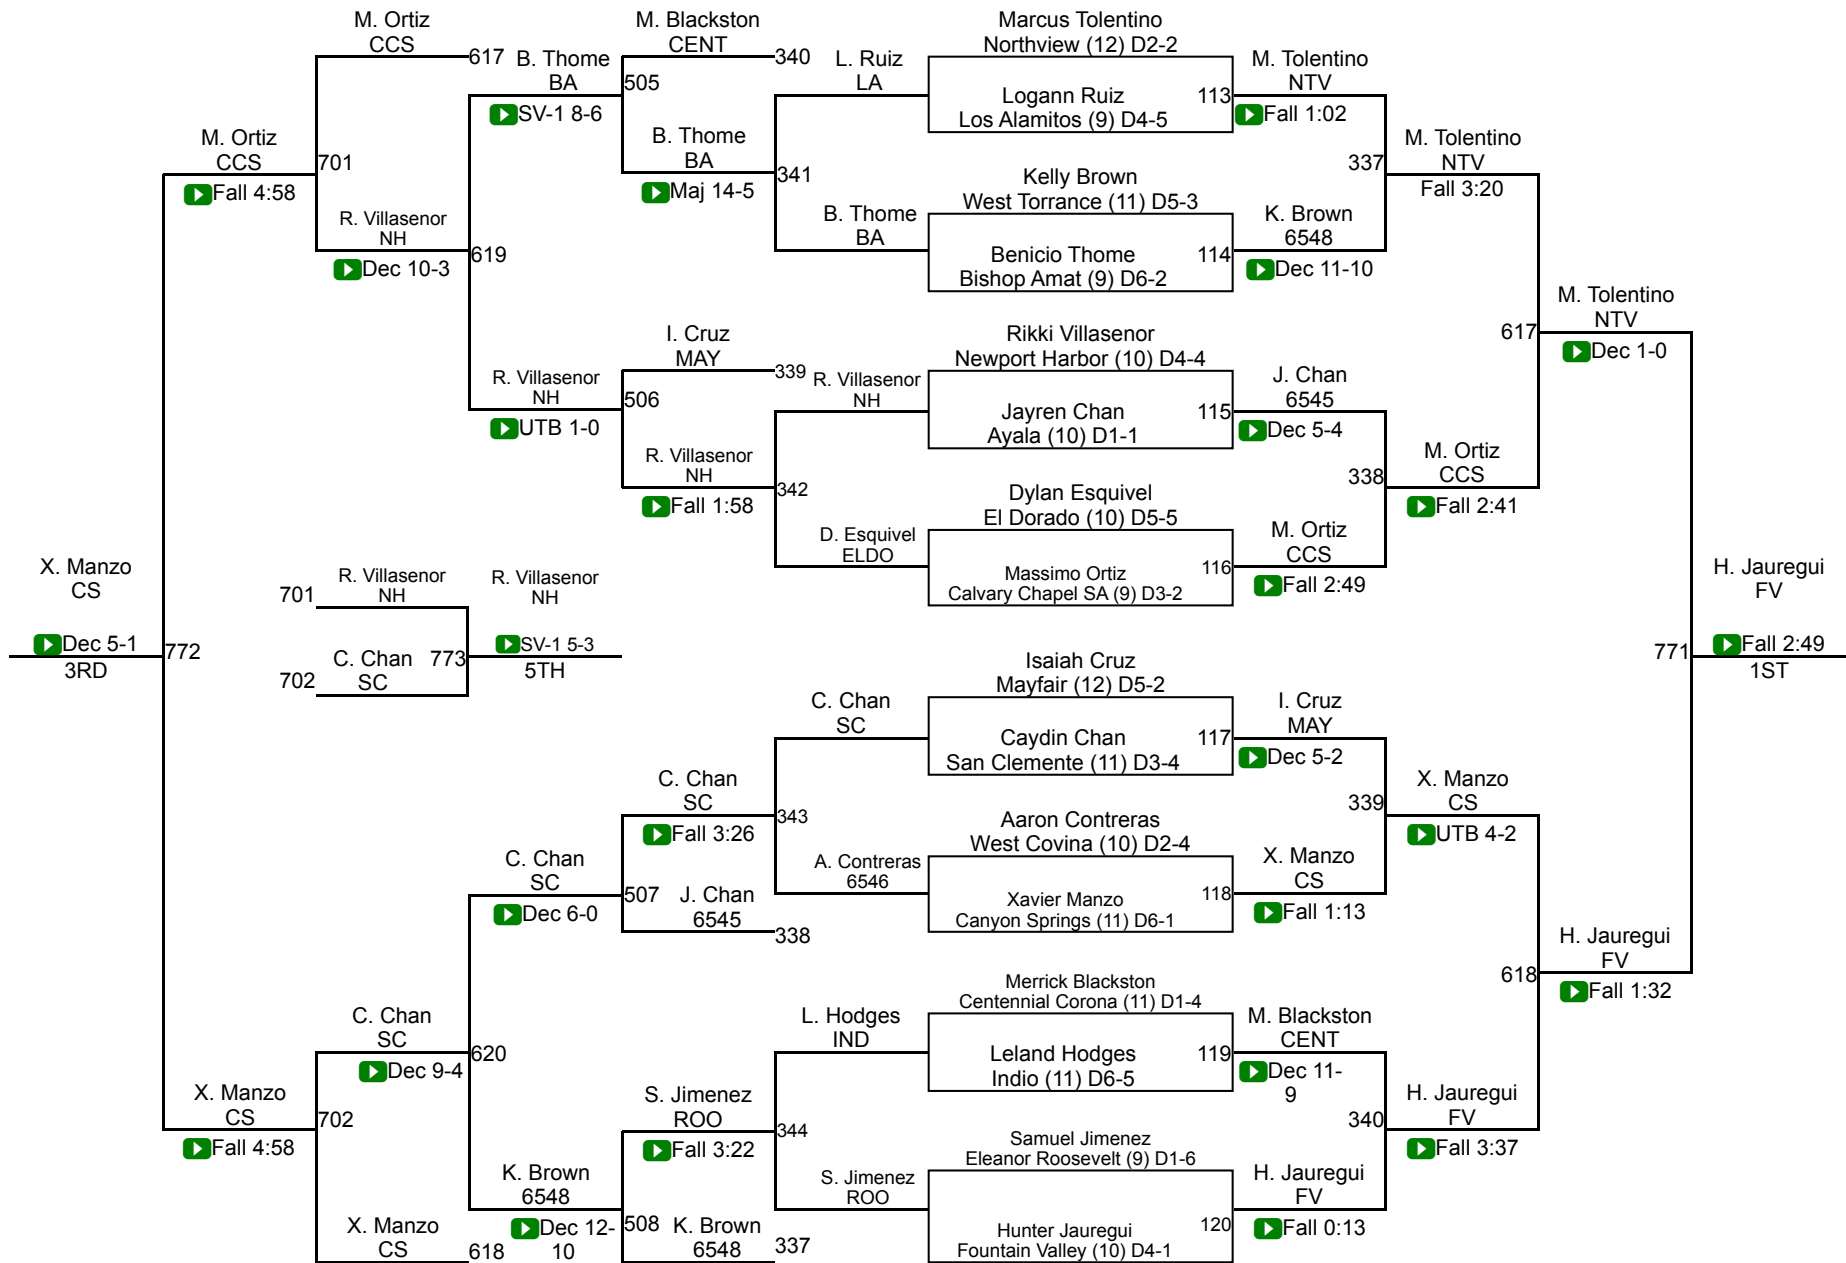 M. Ortiz
CCS
617
B. Thome
BA
SV-1 8-6
M. Blackston
CENT
340
505
L. Ruiz
LA
Marcus Tolentino
Northview (12) D2-2
Logann Ruiz
Los Alamitos (9) D4-5
113
M. Tolentino
NTV
Fall 1:02
M. Ortiz
CCS
Fall 4:58
701
B. Thome
BA
Maj 14-5
341
Kelly Brown
West Torrance (11) D5-3
337
M. Tolentino
NTV
Fall 3:20
R. Villasenor
NH
Dec 10-3
619
B. Thome
BA
Benicio Thome
Bishop Amat (9) D6-2
114
K. Brown
6548
Dec 11-10
M. Tolentino
NTV
Dec 1-0
617
I. Cruz
MAY
339
Rikki Villasenor
Newport Harbor (10) D4-4
R. Villasenor
NH
UTB 1-0
506
R. Villasenor
NH
Jayren Chan
Ayala (10) D1-1
115
J. Chan
6545
Dec 5-4
R. Villasenor
NH
Fall 1:58
342
Dylan Esquivel
El Dorado (10) D5-5
338
M. Ortiz
CCS
Fall 2:41
D. Esquivel
ELDO
Massimo Ortiz
Calvary Chapel SA (9) D3-2
116
M. Ortiz
CCS
Fall 2:49
X. Manzo
CS
Dec 5-1
3RD
772
701
R. Villasenor
NH
702
C. Chan
SC
773
R. Villasenor
NH
SV-1 5-3
5TH
771
H. Jauregui
FV
Fall 2:49
1ST
Isaiah Cruz
Mayfair (12) D5-2
C. Chan
SC
Caydin Chan
San Clemente (11) D3-4
117
I. Cruz
MAY
Dec 5-2
C. Chan
SC
Fall 3:26
343
Aaron Contreras
West Covina (10) D2-4
339
X. Manzo
CS
UTB 4-2
C. Chan
SC
Dec 6-0
507
J. Chan
6545
338
A. Contreras
6546
Xavier Manzo
Canyon Springs (11) D6-1
118
X. Manzo
CS
Fall 1:13
618
H. Jauregui
FV
Fall 1:32
Merrick Blackston
Centennial Corona (11) D1-4
C. Chan
SC
Dec 9-4
620
L. Hodges
IND
Leland Hodges
Indio (11) D6-5
119
M. Blackston
CENT
Dec 11-
9
X. Manzo
CS
Fall 4:58
702
S. Jimenez
ROO
Fall 3:22
344
Samuel Jimenez
Eleanor Roosevelt (9) D1-6
340
H. Jauregui
FV
Fall 3:37
K. Brown
6548
Dec 12-
10
508
S. Jimenez
ROO
Hunter Jauregui
Fountain Valley (10) D4-1
120
H. Jauregui
FV
Fall 0:13
X. Manzo
CS
618
K. Brown
6548
337